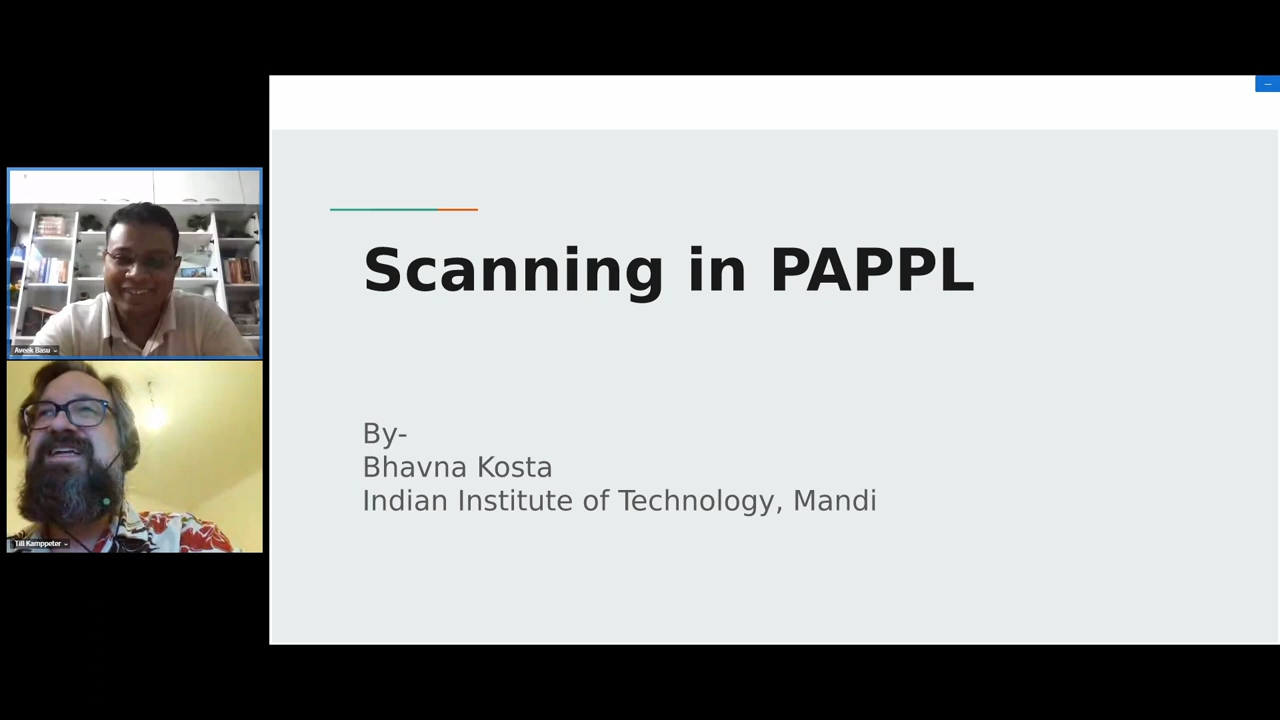 Scanning in PAPPL
By-
Bhavna Kosta
Indian Institute of Technology, Mandi
Aveek Basu
Till Kamppeter